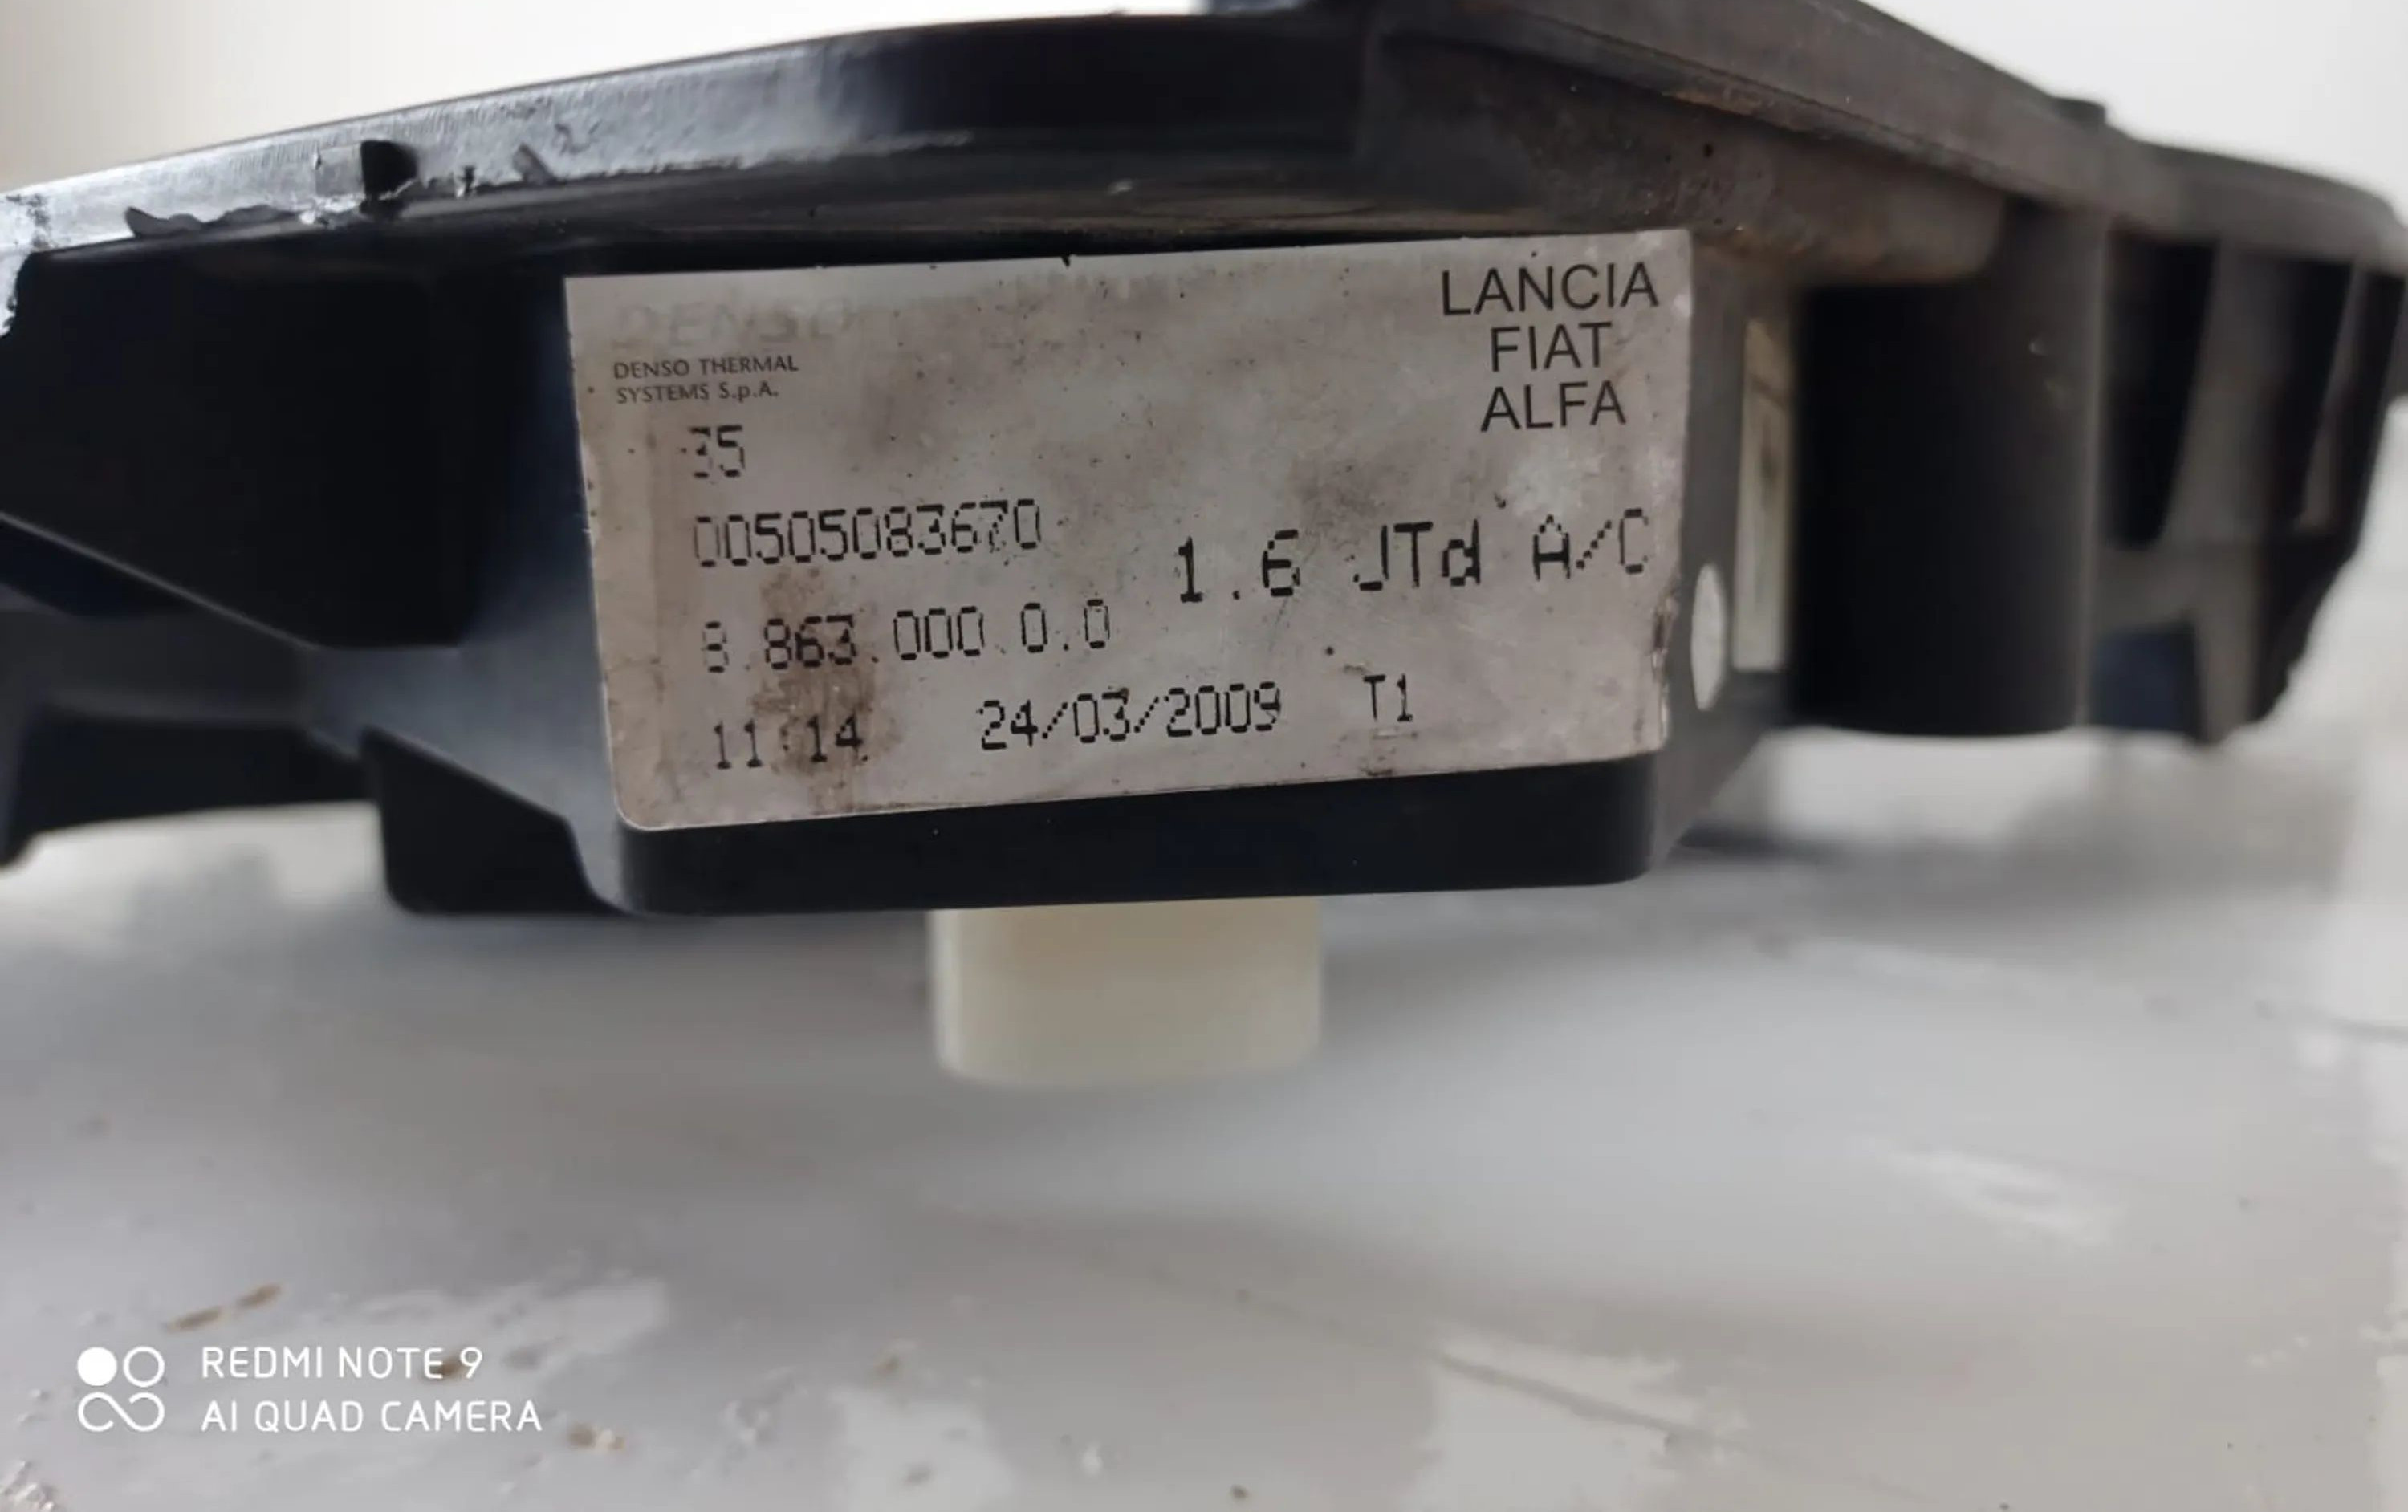 DENSO
LANCIA
FIAT
ALFA
DENSO THERMAL
SYSTEMS S.p.A.
35
00505083670
1.6 JTd A/C
8.863.000.0.0
11:14 24/03/2009 T1
REDMI NOTE 9
AI QUAD CAMERA